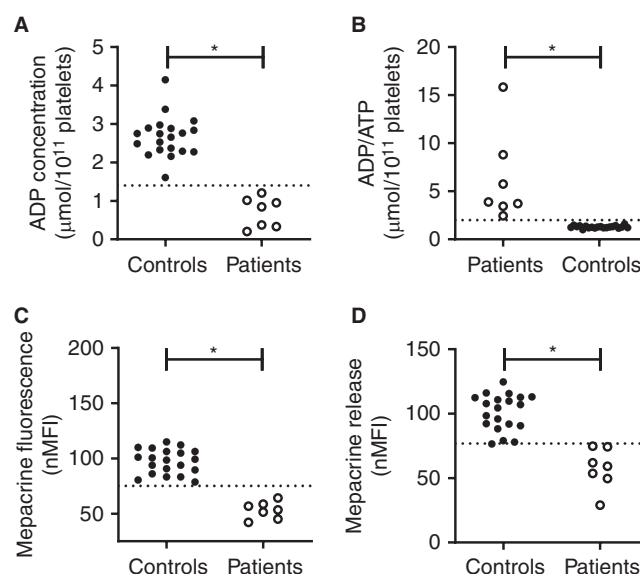 A
ADP concentration
(μmol/10¹¹ platelets)
5
4
3
2
1
0
*
Controls
Patients
B
ADP/ATP
(μmol/10¹¹ platelets)
20
15
10
5
0
*
Patients
Controls
C
Mepacrine fluorescence
(nMFI)
200
150
100
50
*
Controls
Patients
D
Mepacrine release
(nMFI)
150
100
50
0
*
Controls
Patients